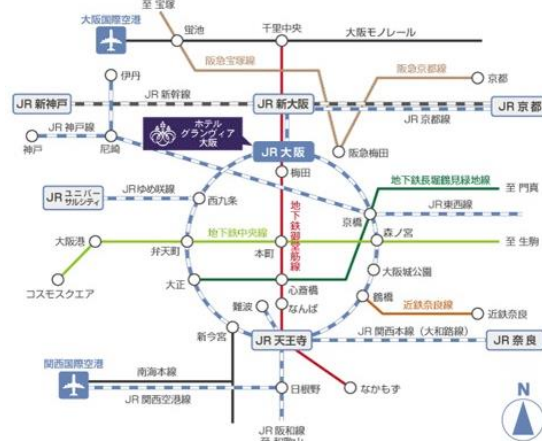 至 宝塚
大阪国際空港
蛍池
千里中央
大阪モノレール
阪急宝塚線
阪急京都線
京都
伊丹
JR 新神戸
JR 新幹線
JR 新大阪
JR 京都
JR 神戸線
JR 京都線
神戸
尼崎
ホテル
グランヴィア
大阪
JR 大阪
阪急梅田
梅田
地下鉄長堀鶴見緑地線
至 門真
JR ユニバー
サルシティ
JRゆめ咲線
西九条
地下鉄御堂筋線
京橋
JR東西線
大阪港
地下鉄中央線
森ノ宮
弁天町
本町
至 生駒
コスモスクエア
大正
心斎橋
大阪城公園
鶴橋
難波
なんば
近鉄奈良線
近鉄奈良
新今宮
JR 天王寺
JR 関西本線（大和路線）
JR 奈良
関西国際空港
南海本線
JR 関西空港線
日根野
なかもず
JR 阪和線
至 和歌山
N